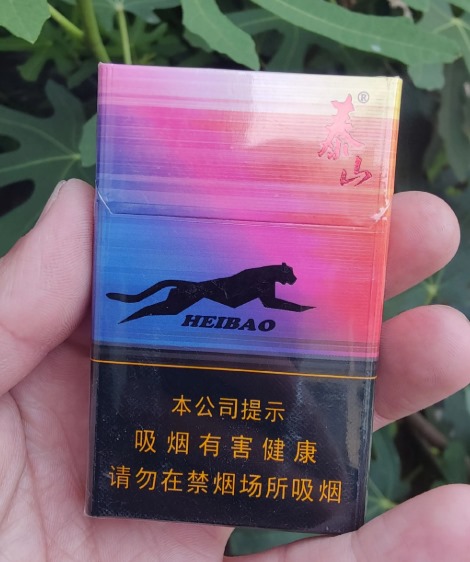 泰山®
HEIBAO
本公司提示
吸烟有害健康
请勿在禁烟场所吸烟